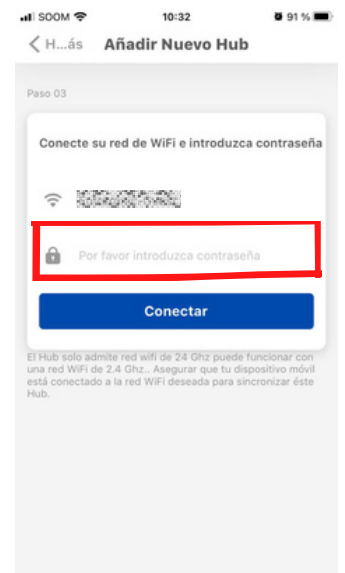 SOOM 10:32 91 %
H...ás Añadir Nuevo Hub
Paso 03
Conecte su red de WiFi e introduzca contraseña
Por favor introduzca contraseña
Conectar
El Hub solo admite red wifi de 24 Ghz puede funcionar con
una red WiFi de 2.4 Ghz.. Asegurar que tu dispositivo móvil
está conectado a la red WiFi deseada para sincronizar éste
Hub.